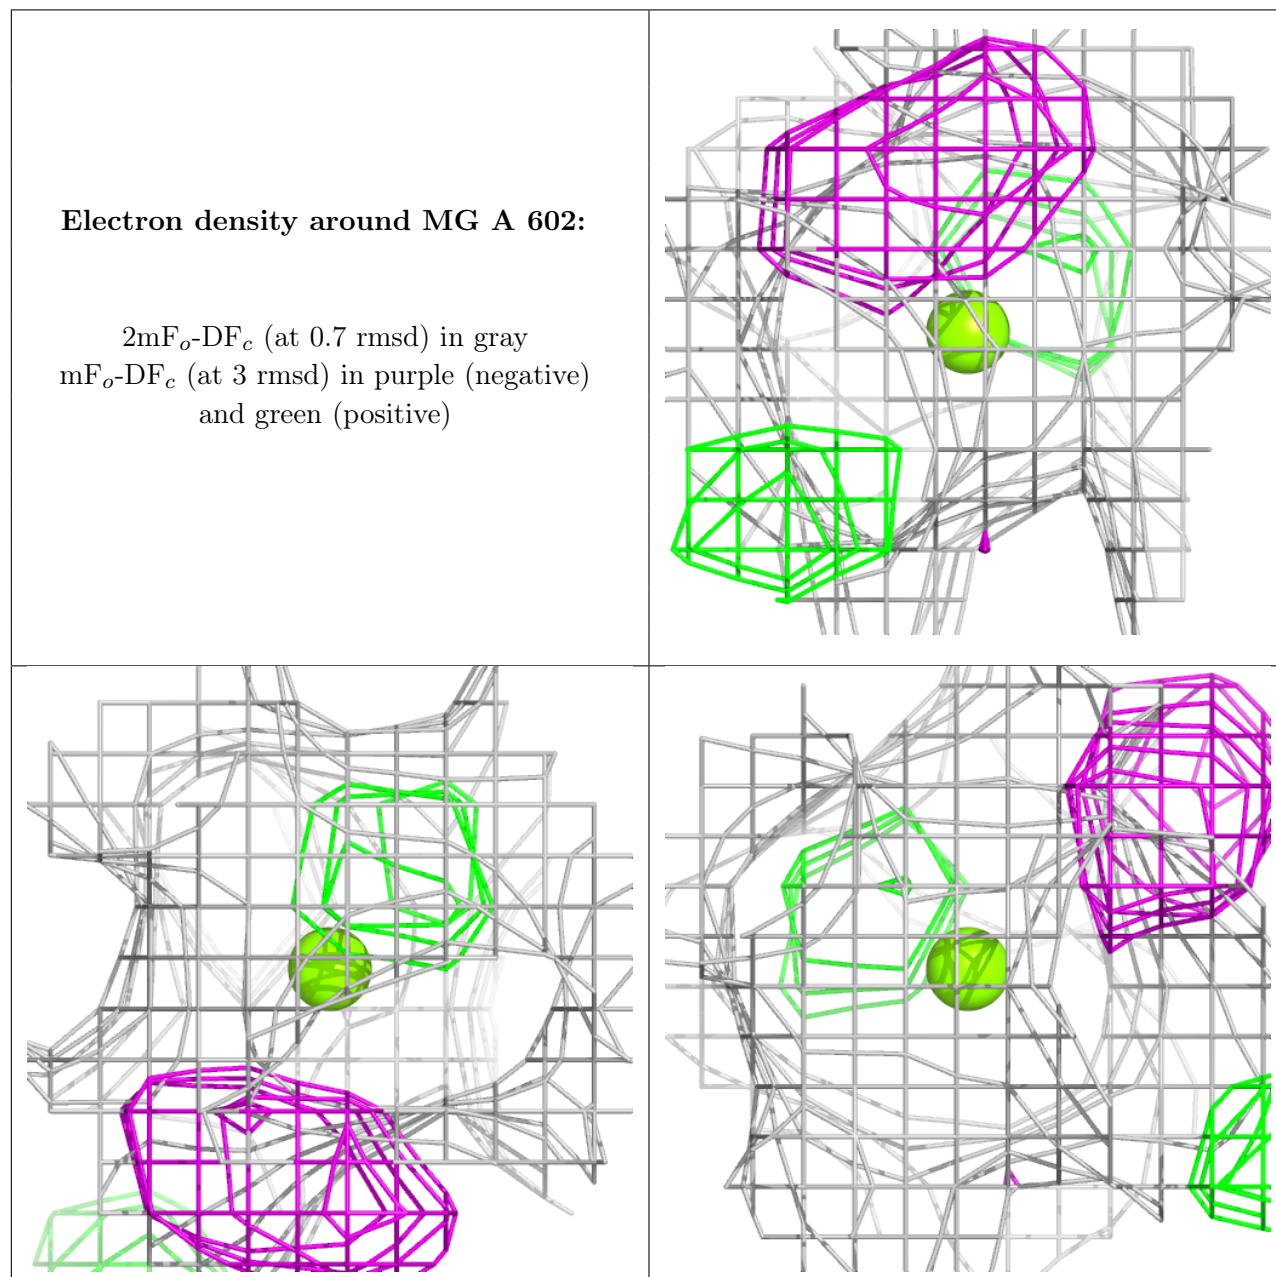 Electron density around MG A 602:
2mFo-DFc (at 0.7 rmsd) in gray
mFo-DFc (at 3 rmsd) in purple (negative)
and green (positive)